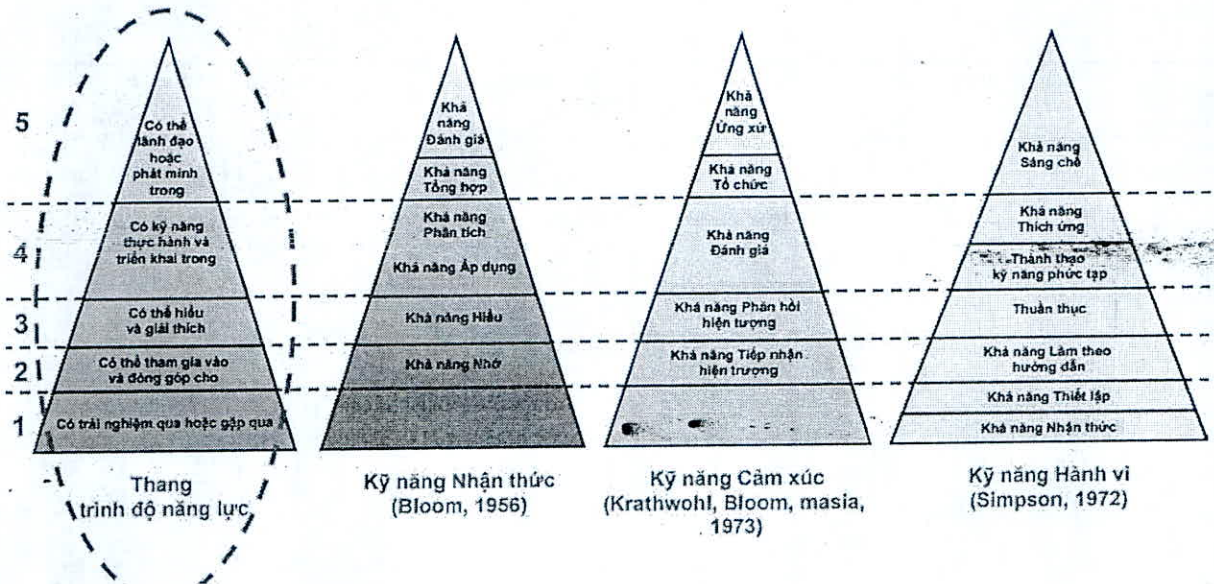 5
4
3
2
1
Có thể
lãnh đạo
hoặc
phát minh
trong
Có kỹ năng
thực hành và
triển khai trong
Có thể hiểu
và giải thích
Có thể tham gia vào
và đóng góp cho
Có trải nghiệm qua hoặc gặp qua
Thang
trình độ năng lực
Khả
năng
Đánh giá
Khả năng
Tổng hợp
Khả năng
Phân tích
Khả năng Áp dụng
Khả năng Hiểu
Khả năng Nhớ
Kỹ năng Nhận thức
(Bloom, 1956)
Khả
năng
Ứng xử
Khả năng
Tổ chức
Khả năng
Đánh giá
Khả năng Phản hồi
hiện tượng
Khả năng Tiếp nhận
hiện trượng
Kỹ năng Cảm xúc
(Krathwohl, Bloom, masia,
1973)
Khả năng
Sáng chế
Khả năng
Thích ứng
Thành thạo
kỹ năng phức tạp
Thuần thục
Khả năng Làm theo
hướng dẫn
Khả năng Thiết lập
Khả năng Nhận thức
Kỹ năng Hành vi
(Simpson, 1972)